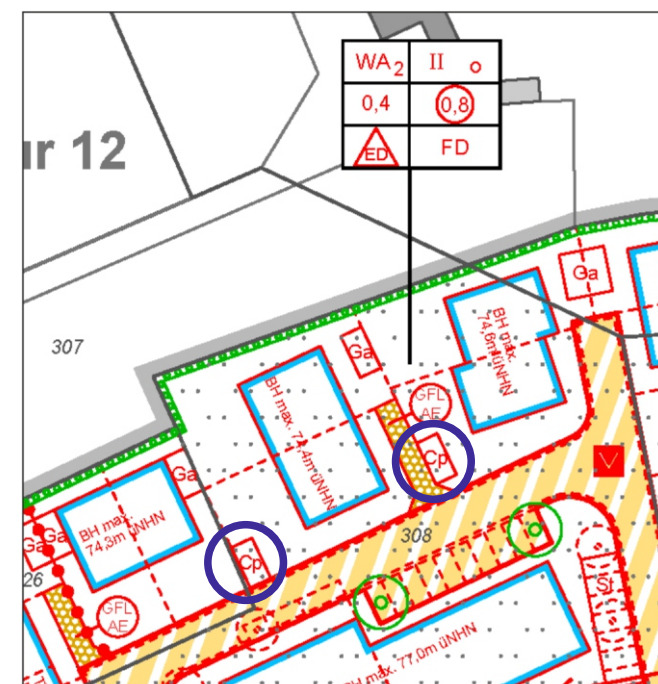 WA2 II o
0,4 0,8
ED FD
ur 12
Ga
307
Ga
BH max.
74,6m üNHN
GFL
AE
BH max. 74,4m üNHN
Cp
Ga
BH max.
74,3m üNHN
V
308
Ga
Ga
Cp
26
GFL
AE
St
BH max. 77,0m üNHN